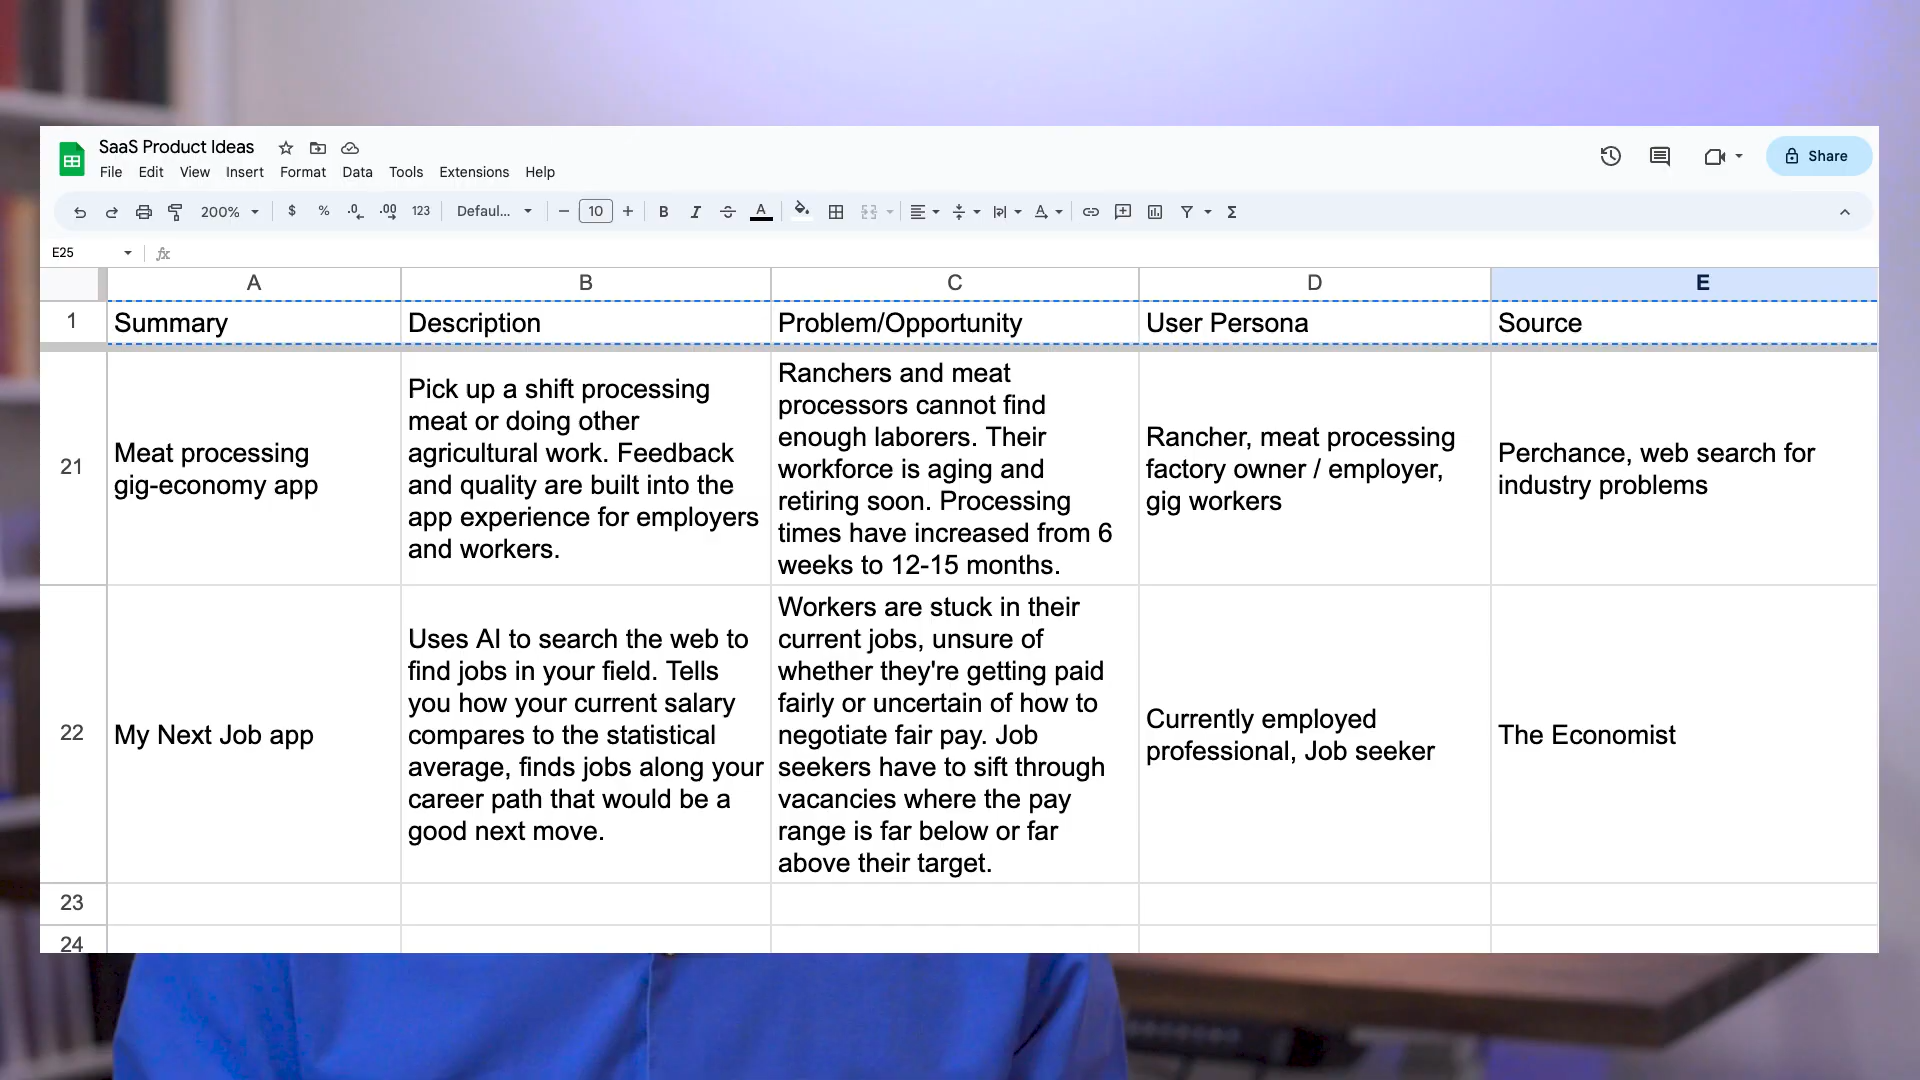 SaaS Product Ideas
File Edit View Insert Format Data Tools Extensions Help
Share
200% $ % .0 .00 123 Defaul... − 10 + B I A Σ
E25 fx
A B C D E
1 Summary Description Problem/Opportunity User Persona Source
21
Meat processing
gig-economy app
Pick up a shift processing
meat or doing other
agricultural work. Feedback
and quality are built into the
app experience for employers
and workers.
Ranchers and meat
processors cannot find
enough laborers. Their
workforce is aging and
retiring soon. Processing
times have increased from 6
weeks to 12-15 months.
Rancher, meat processing
factory owner / employer,
gig workers
Perchance, web search for
industry problems
22
My Next Job app
Uses AI to search the web to
find jobs in your field. Tells
you how your current salary
compares to the statistical
average, finds jobs along your
career path that would be a
good next move.
Workers are stuck in their
current jobs, unsure of
whether they're getting paid
fairly or uncertain of how to
negotiate fair pay. Job
seekers have to sift through
vacancies where the pay
range is far below or far
above their target.
Currently employed
professional, Job seeker
The Economist
23
24